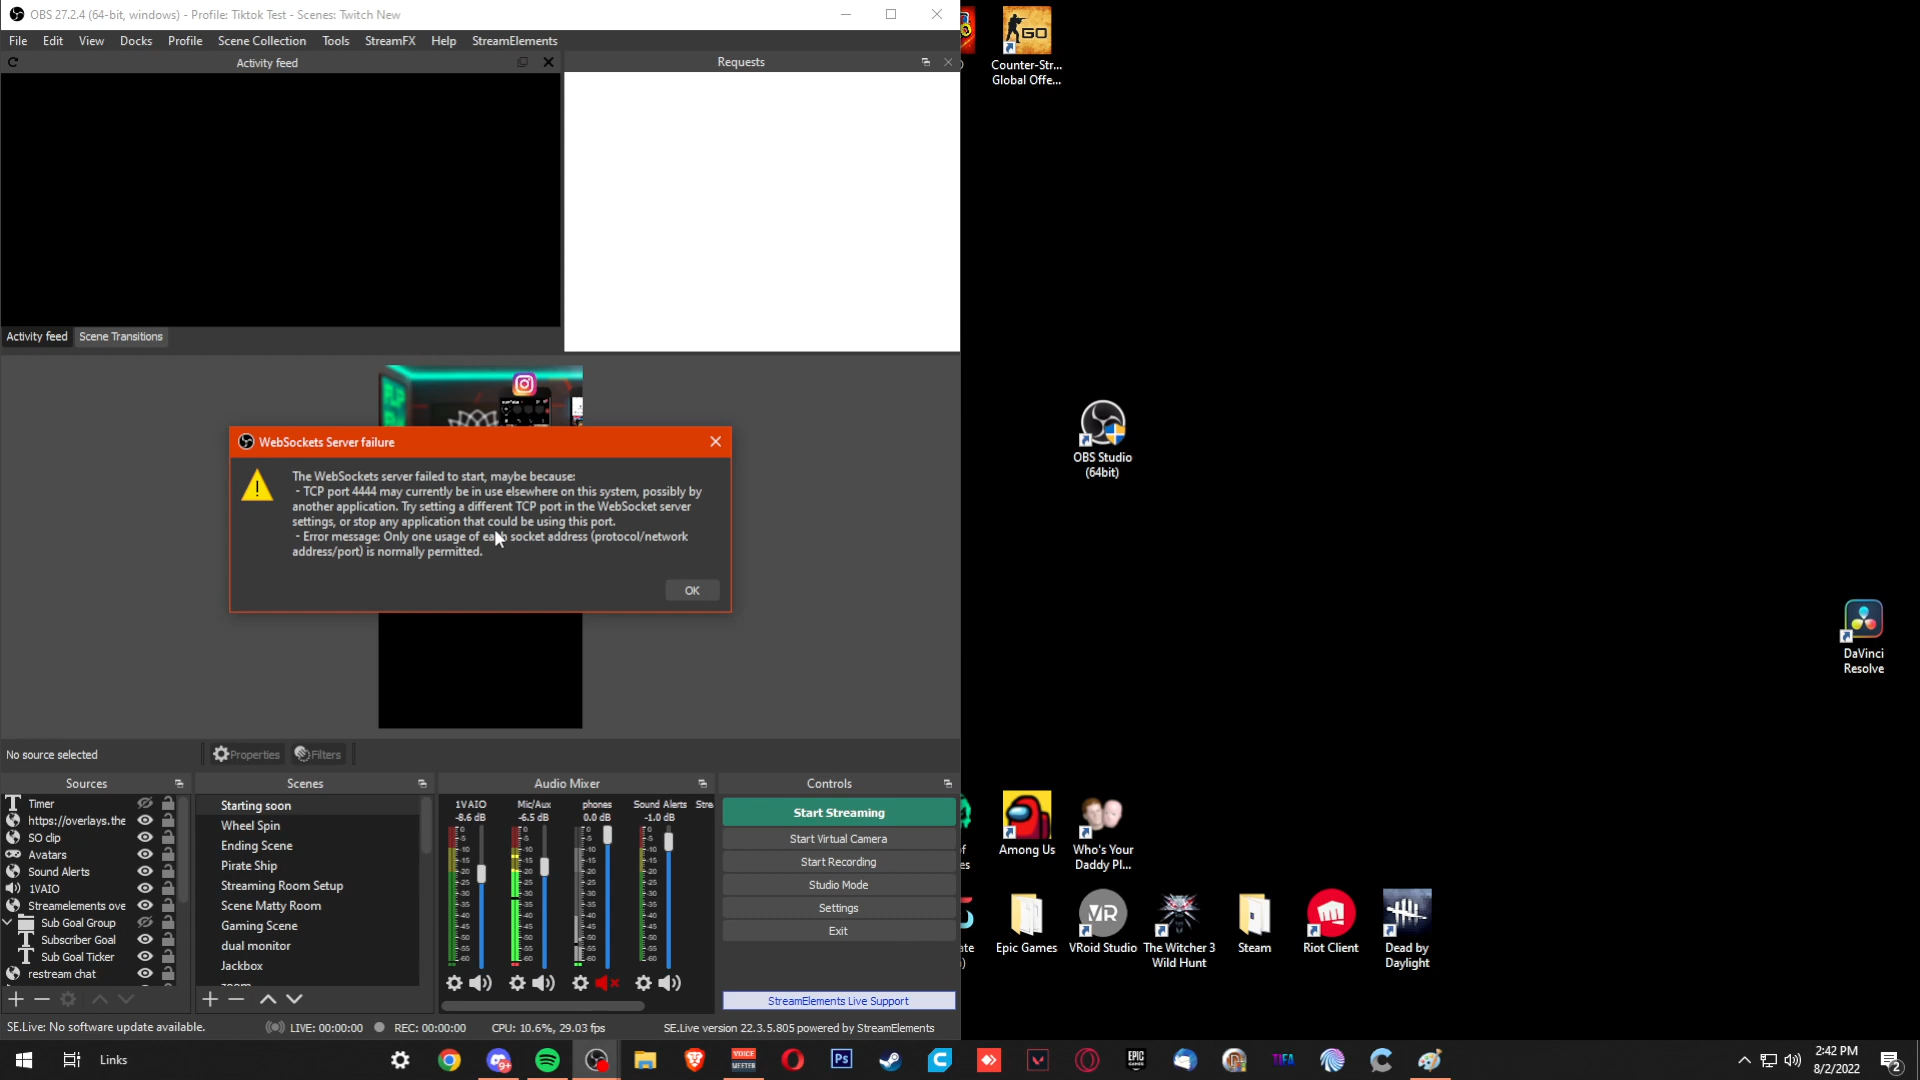 OBS 27.2.4 (64-bit, windows) - Profile: Tiktok Test - Scenes: Twitch New
File Edit View Docks Profile Scene Collection Tools StreamFX Help StreamElements
Activity feed
Requests
Activity feed
Scene Transitions
WebSockets Server failure
The WebSockets server failed to start, maybe because:
- TCP port 4444 may currently be in use elsewhere on this system, possibly by
another application. Try setting a different TCP port in the WebSocket server
settings, or stop any application that could be using this port.
- Error message: Only one usage of each socket address (protocol/network
address/port) is normally permitted.
OK
No source selected
Properties
Filters
Sources
Timer
https://overlays.the
SO clip
Avatars
Sound Alerts
1VAIO
Streamelements ove
Sub Goal Group
Subscriber Goal
Sub Goal Ticker
restream chat
Scenes
Starting soon
Wheel Spin
Ending Scene
Pirate Ship
Streaming Room Setup
Scene Matty Room
Gaming Scene
dual monitor
Jackbox
zoom
Audio Mixer
1VAIO Mic/Aux phones Sound Alerts Stre
-8.6 dB -6.5 dB 0.0 dB -1.0 dB
Controls
Start Streaming
Start Virtual Camera
Start Recording
Studio Mode
Settings
Exit
StreamElements Live Support
SE.Live: No software update available.
LIVE: 00:00:00
REC: 00:00:00
CPU: 10.6%, 29.03 fps
SE.Live version 22.3.5.805 powered by StreamElements
GO
Counter-Str...
Global Offe...
OBS Studio
(64bit)
DaVinci
Resolve
Among Us
Who's Your
Daddy Pl...
Epic Games
VRoid Studio
The Witcher 3
Wild Hunt
Steam
Riot Client
Dead by
Daylight
Links
9+
VOICE
MEETER
Ps
EPIC
GAMES
TIFA
2:42 PM
8/2/2022
2